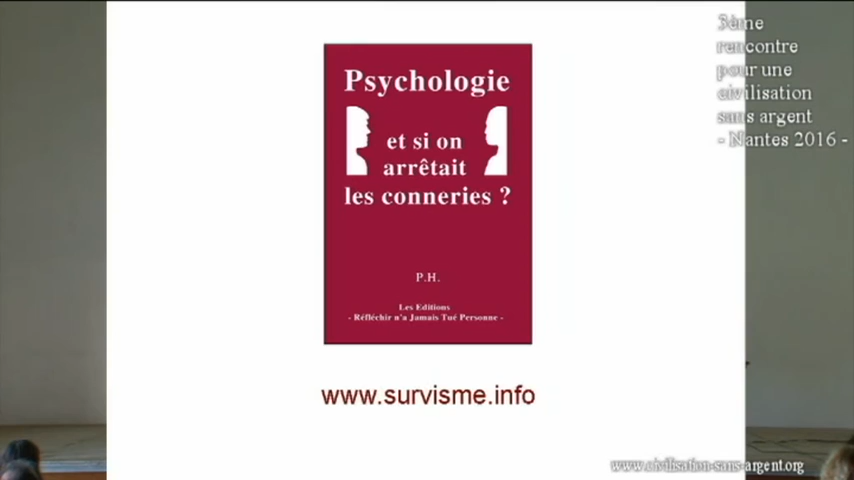 Psychologie
et si on
arrêtait
les conneries ?
P.H.
Les Editions
- Réfléchir n'a Jamais Tué Personne -
www.survisme.info
3ème
rencontre
pour une
civilisation
sans argent
- Nantes 2016 -
www.civilisation-sans-argent.org